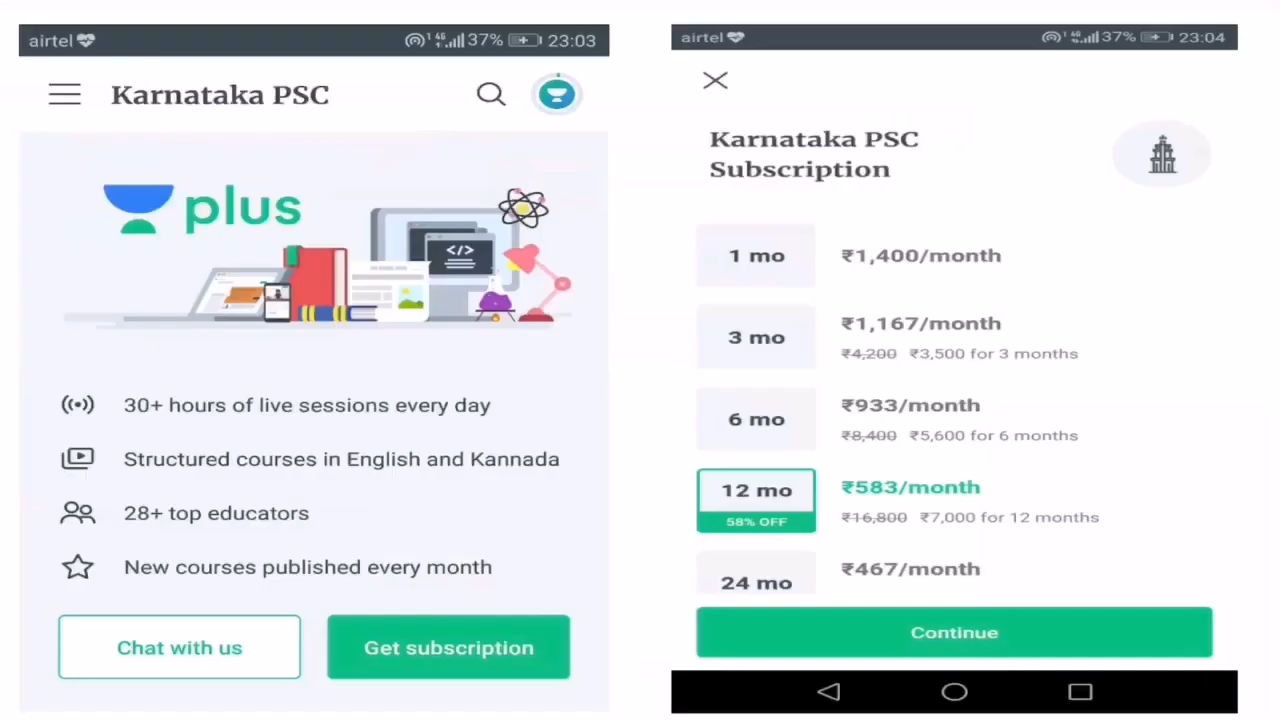 airtel 37% 23:03
Karnataka PSC
plus
</>
30+ hours of live sessions every day
Structured courses in English and Kannada
28+ top educators
New courses published every month
Chat with us
Get subscription
airtel 37% 23:04
Karnataka PSC
Subscription
1 mo ₹1,400/month
3 mo ₹1,167/month
₹4,200 ₹3,500 for 3 months
6 mo ₹933/month
₹8,400 ₹5,600 for 6 months
12 mo ₹583/month
58% OFF ₹16,800 ₹7,000 for 12 months
24 mo ₹467/month
Continue